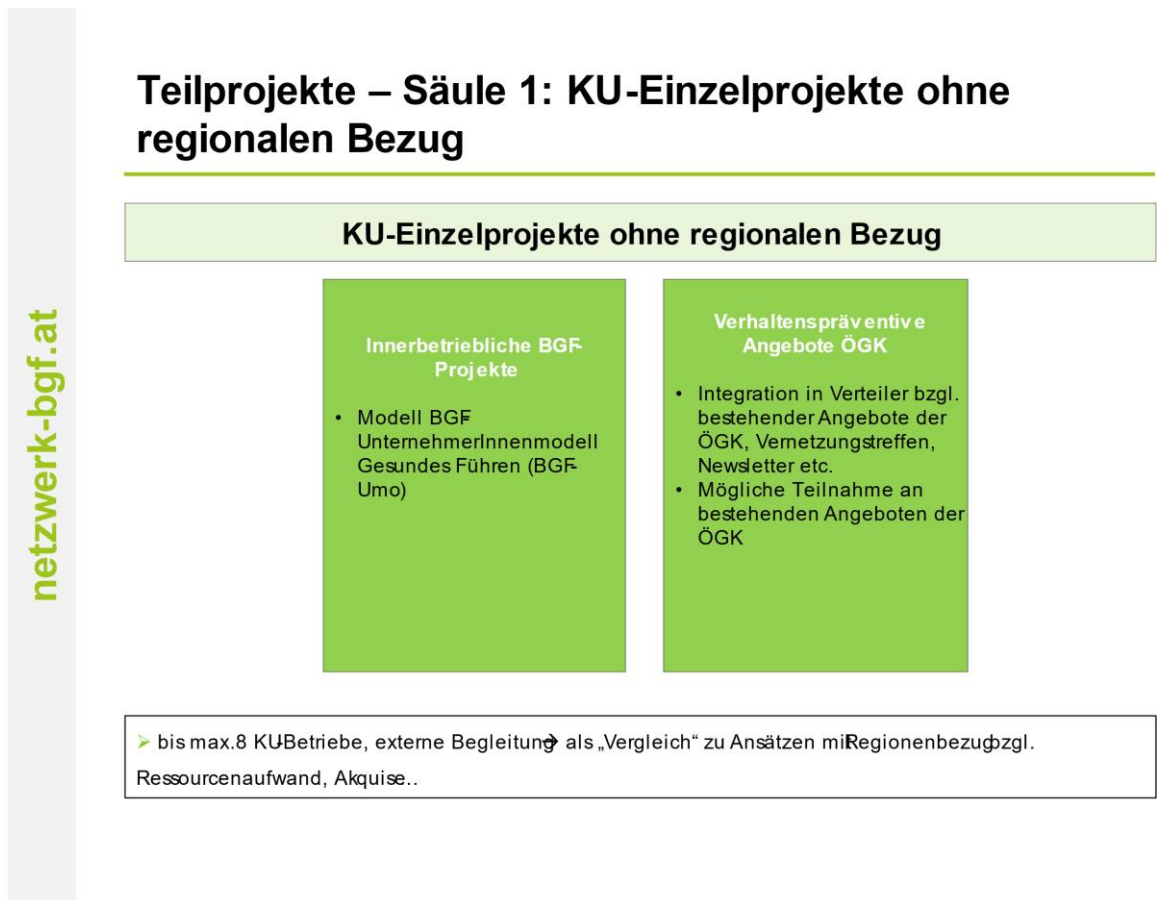 Teilprojekte – Säule 1: KU-Einzelprojekte ohne
regionalen Bezug
KU-Einzelprojekte ohne regionalen Bezug
Innerbetriebliche BGF-
Projekte
• Modell BGF-
UnternehmerInnenmodell
Gesundes Führen (BGF-
Umo)
Verhaltenspräventive
Angebote ÖGK
• Integration in Verteiler bzgl.
bestehender Angebote der
ÖGK, Vernetzungstreffen,
Newsletter etc.
• Mögliche Teilnahme an
bestehenden Angeboten der
ÖGK
➢ bis max.8 KU-Betriebe, externe Begleitung → als „Vergleich“ zu Ansätzen mit Regionenbezug bzgl.
Ressourcenaufwand, Akquise..
netzwerk-bgf.at